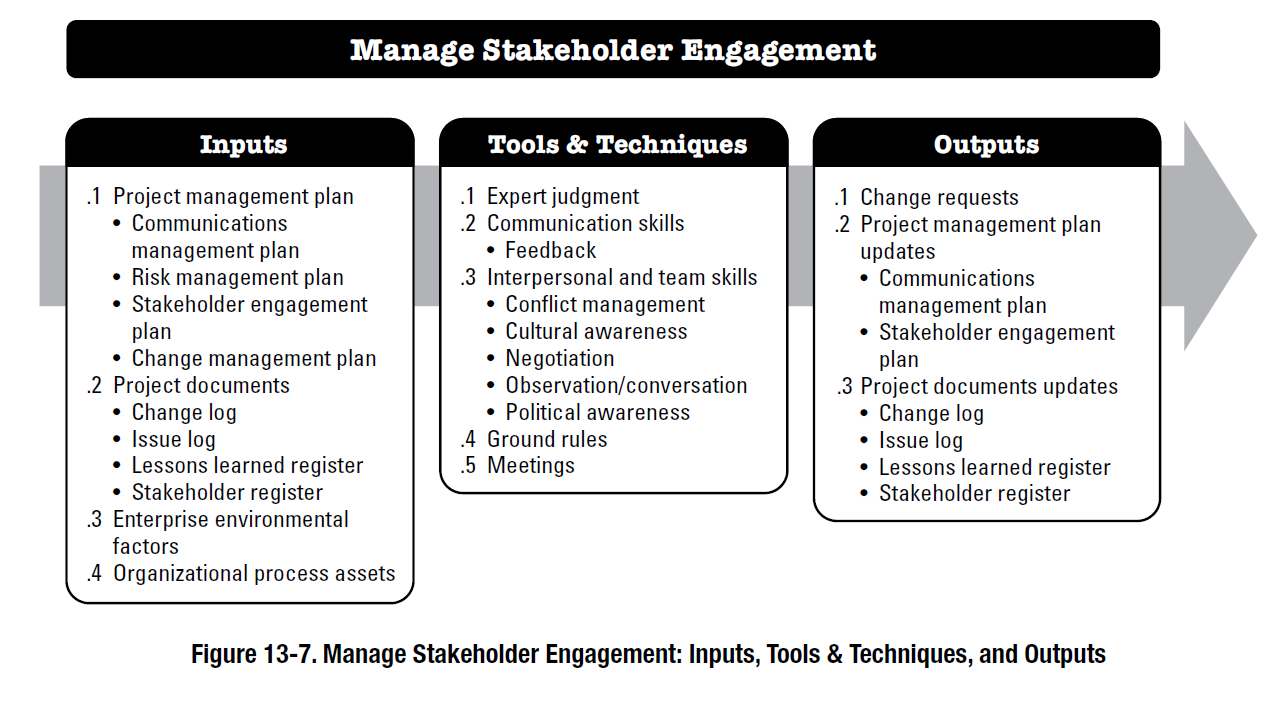 Manage Stakeholder Engagement
Inputs
.1 Project management plan
• Communications
management plan
• Risk management plan
• Stakeholder engagement
plan
• Change management plan
.2 Project documents
• Change log
• Issue log
• Lessons learned register
• Stakeholder register
.3 Enterprise environmental
factors
.4 Organizational process assets
Tools & Techniques
.1 Expert judgment
.2 Communication skills
• Feedback
.3 Interpersonal and team skills
• Conflict management
• Cultural awareness
• Negotiation
• Observation/conversation
• Political awareness
.4 Ground rules
.5 Meetings
Outputs
.1 Change requests
.2 Project management plan
updates
• Communications
management plan
• Stakeholder engagement
plan
.3 Project documents updates
• Change log
• Issue log
• Lessons learned register
• Stakeholder register
Figure 13-7. Manage Stakeholder Engagement: Inputs, Tools & Techniques, and Outputs